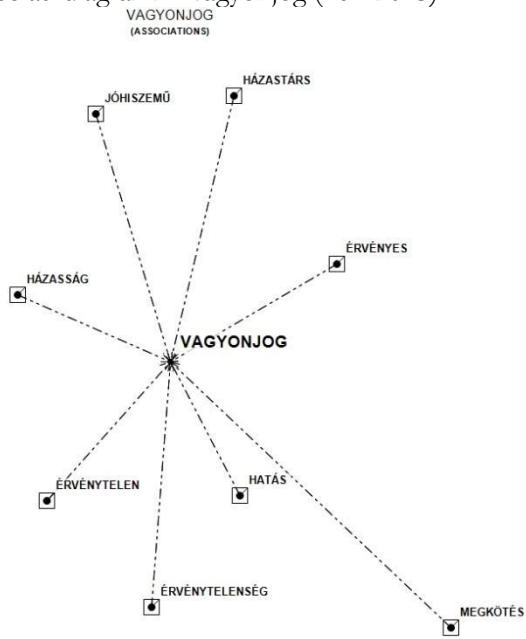 VAGYONJOG
(ASSOCIATIONS)
HÁZASTÁRS
JÓHISZEMŰ
ÉRVÉNYES
HÁZASSÁG
VAGYONJOG
HATÁS
ÉRVÉNYTELEN
ÉRVÉNYTELENSÉG
MEGKÖTÉS